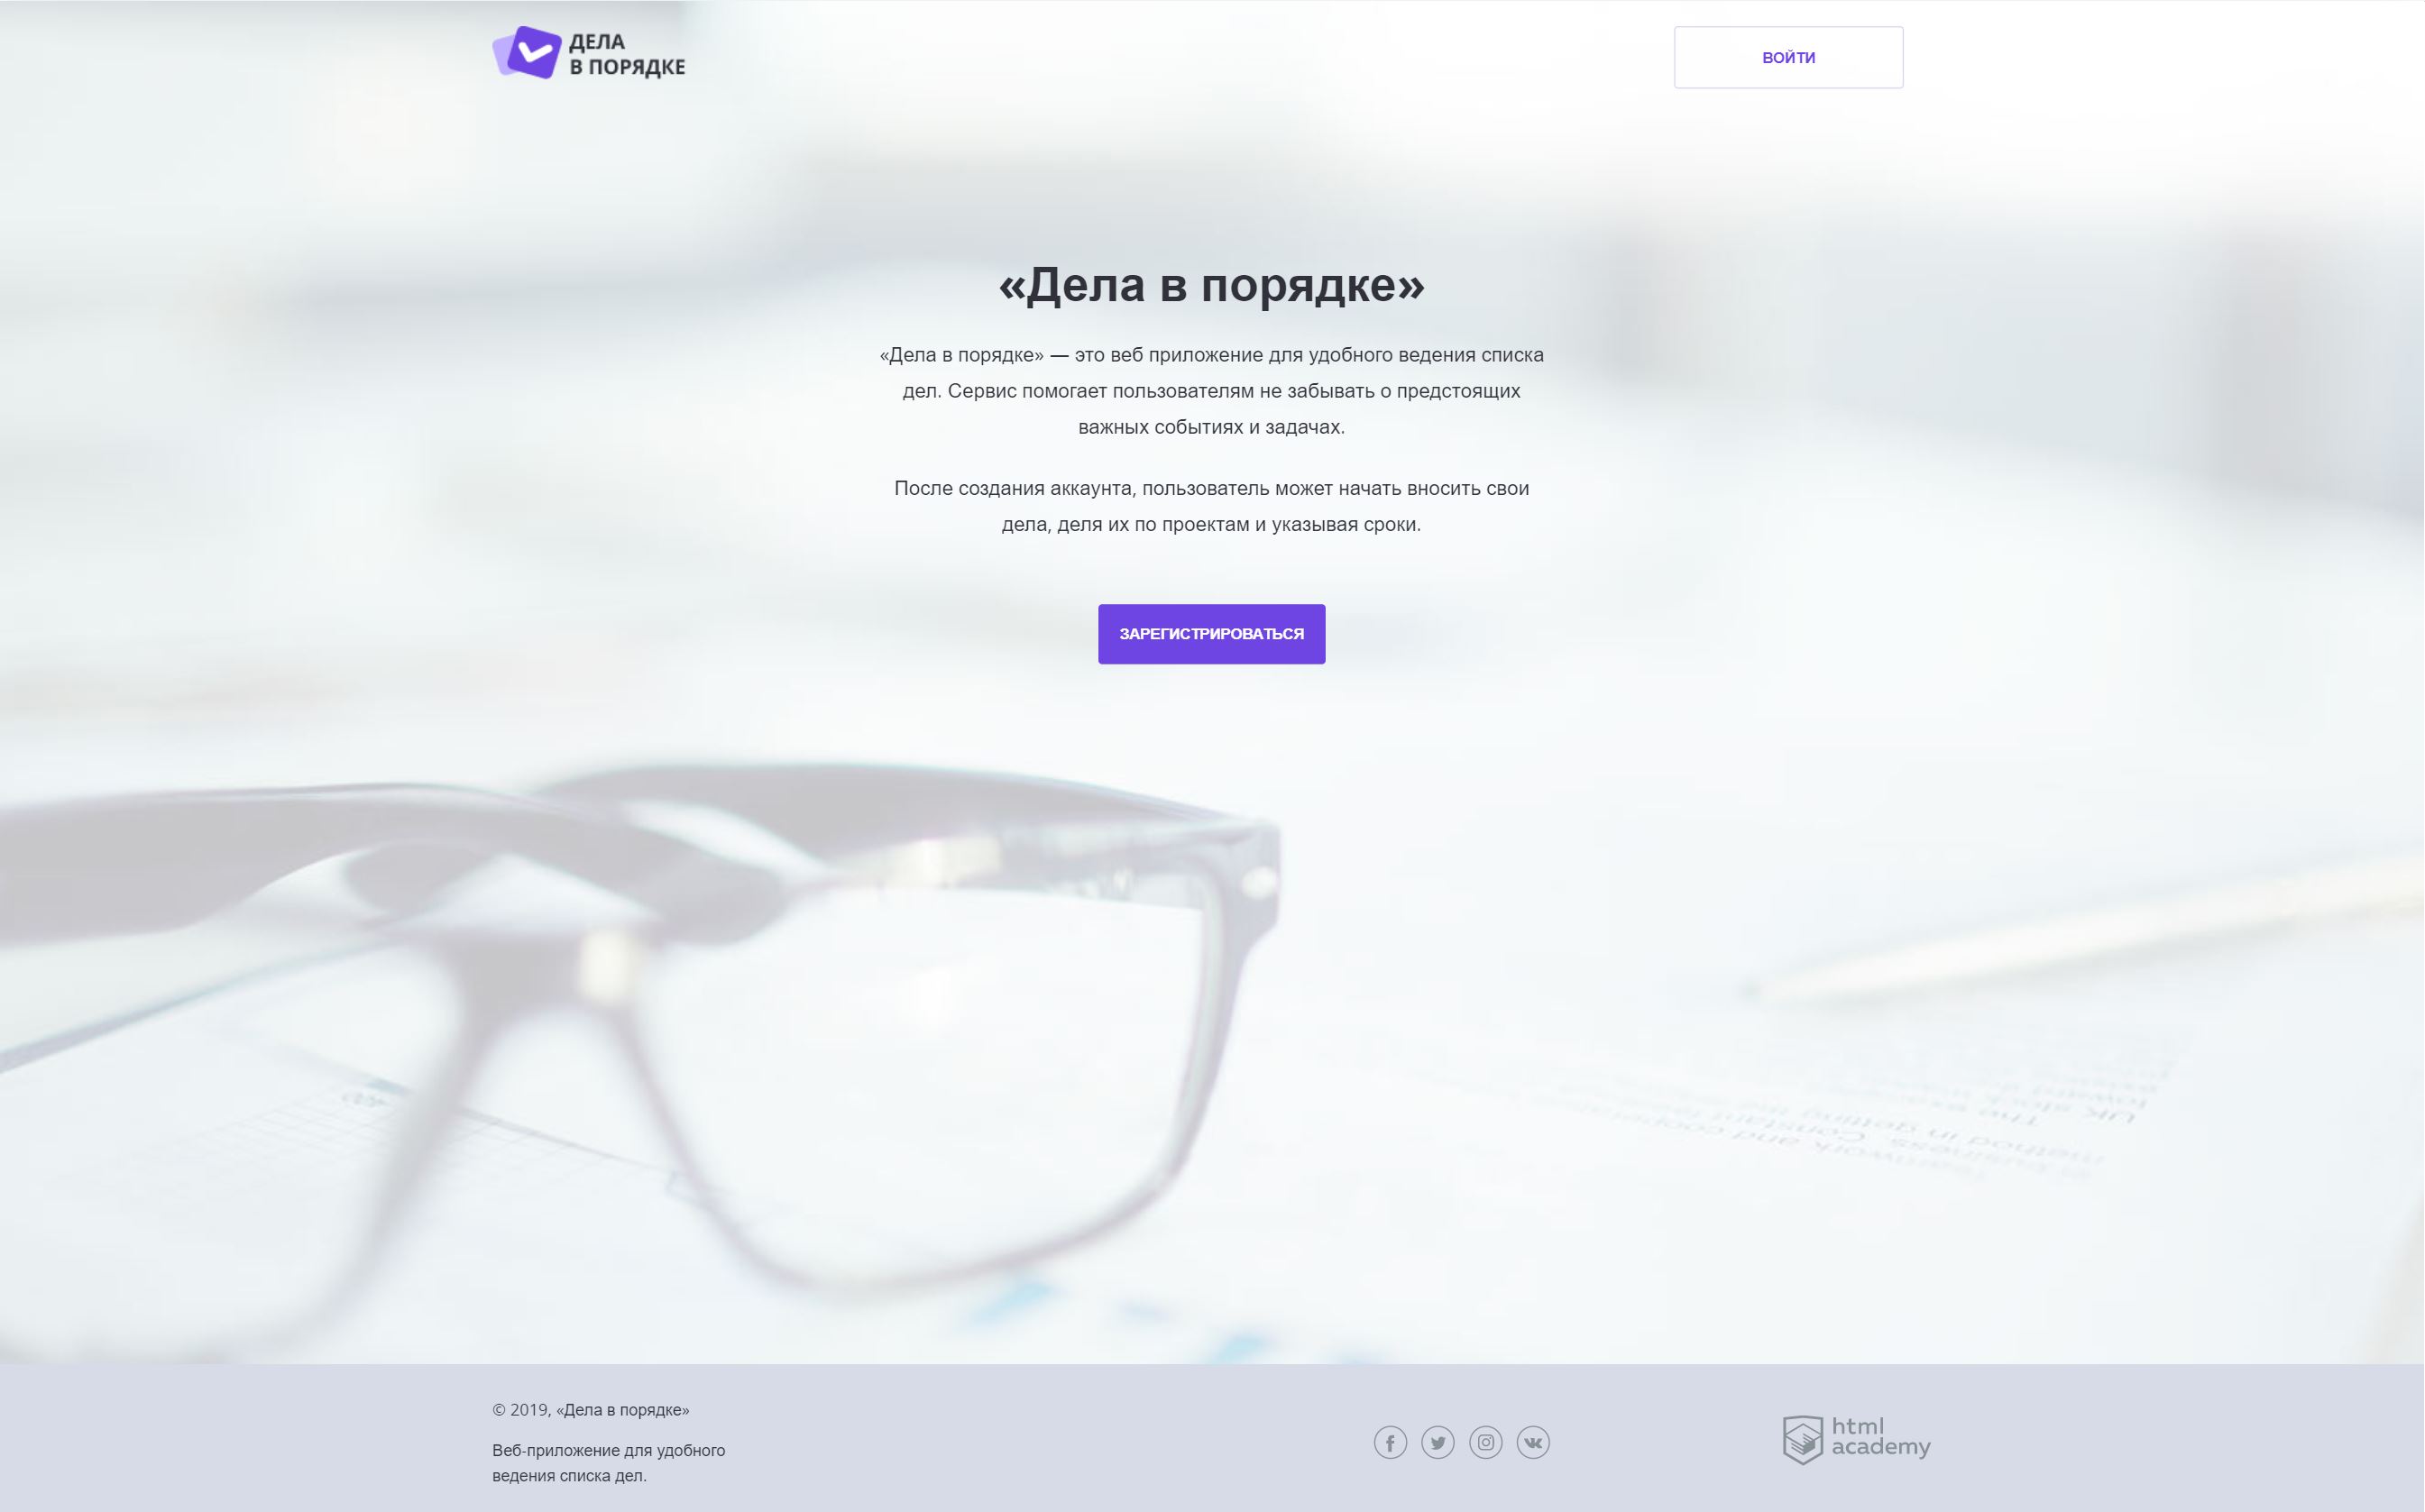 ДЕЛА
В ПОРЯДКЕ
ВОЙТИ
«Дела в порядке»
«Дела в порядке» — это веб приложение для удобного ведения списка
дел. Сервис помогает пользователям не забывать о предстоящих
важных событиях и задачах.
После создания аккаунта, пользователь может начать вносить свои
дела, деля их по проектам и указывая сроки.
ЗАРЕГИСТРИРОВАТЬСЯ
© 2019, «Дела в порядке»
Веб-приложение для удобного
ведения списка дел.
html
academy